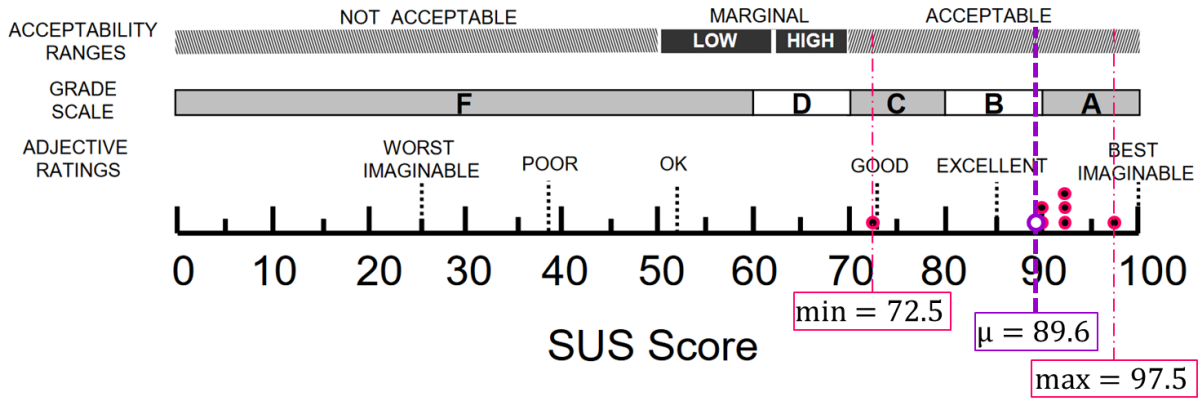 NOT ACCEPTABLE MARGINAL ACCEPTABLE
ACCEPTABILITY
RANGES
LOW HIGH
GRADE
SCALE
F D C B A
ADJECTIVE
RATINGS
WORST
IMAGINABLE
POOR
OK
GOOD
EXCELLENT
BEST
IMAGINABLE
0 10 20 30 40 50 60 70 80 90 100
min = 72.5
μ = 89.6
SUS Score
max = 97.5